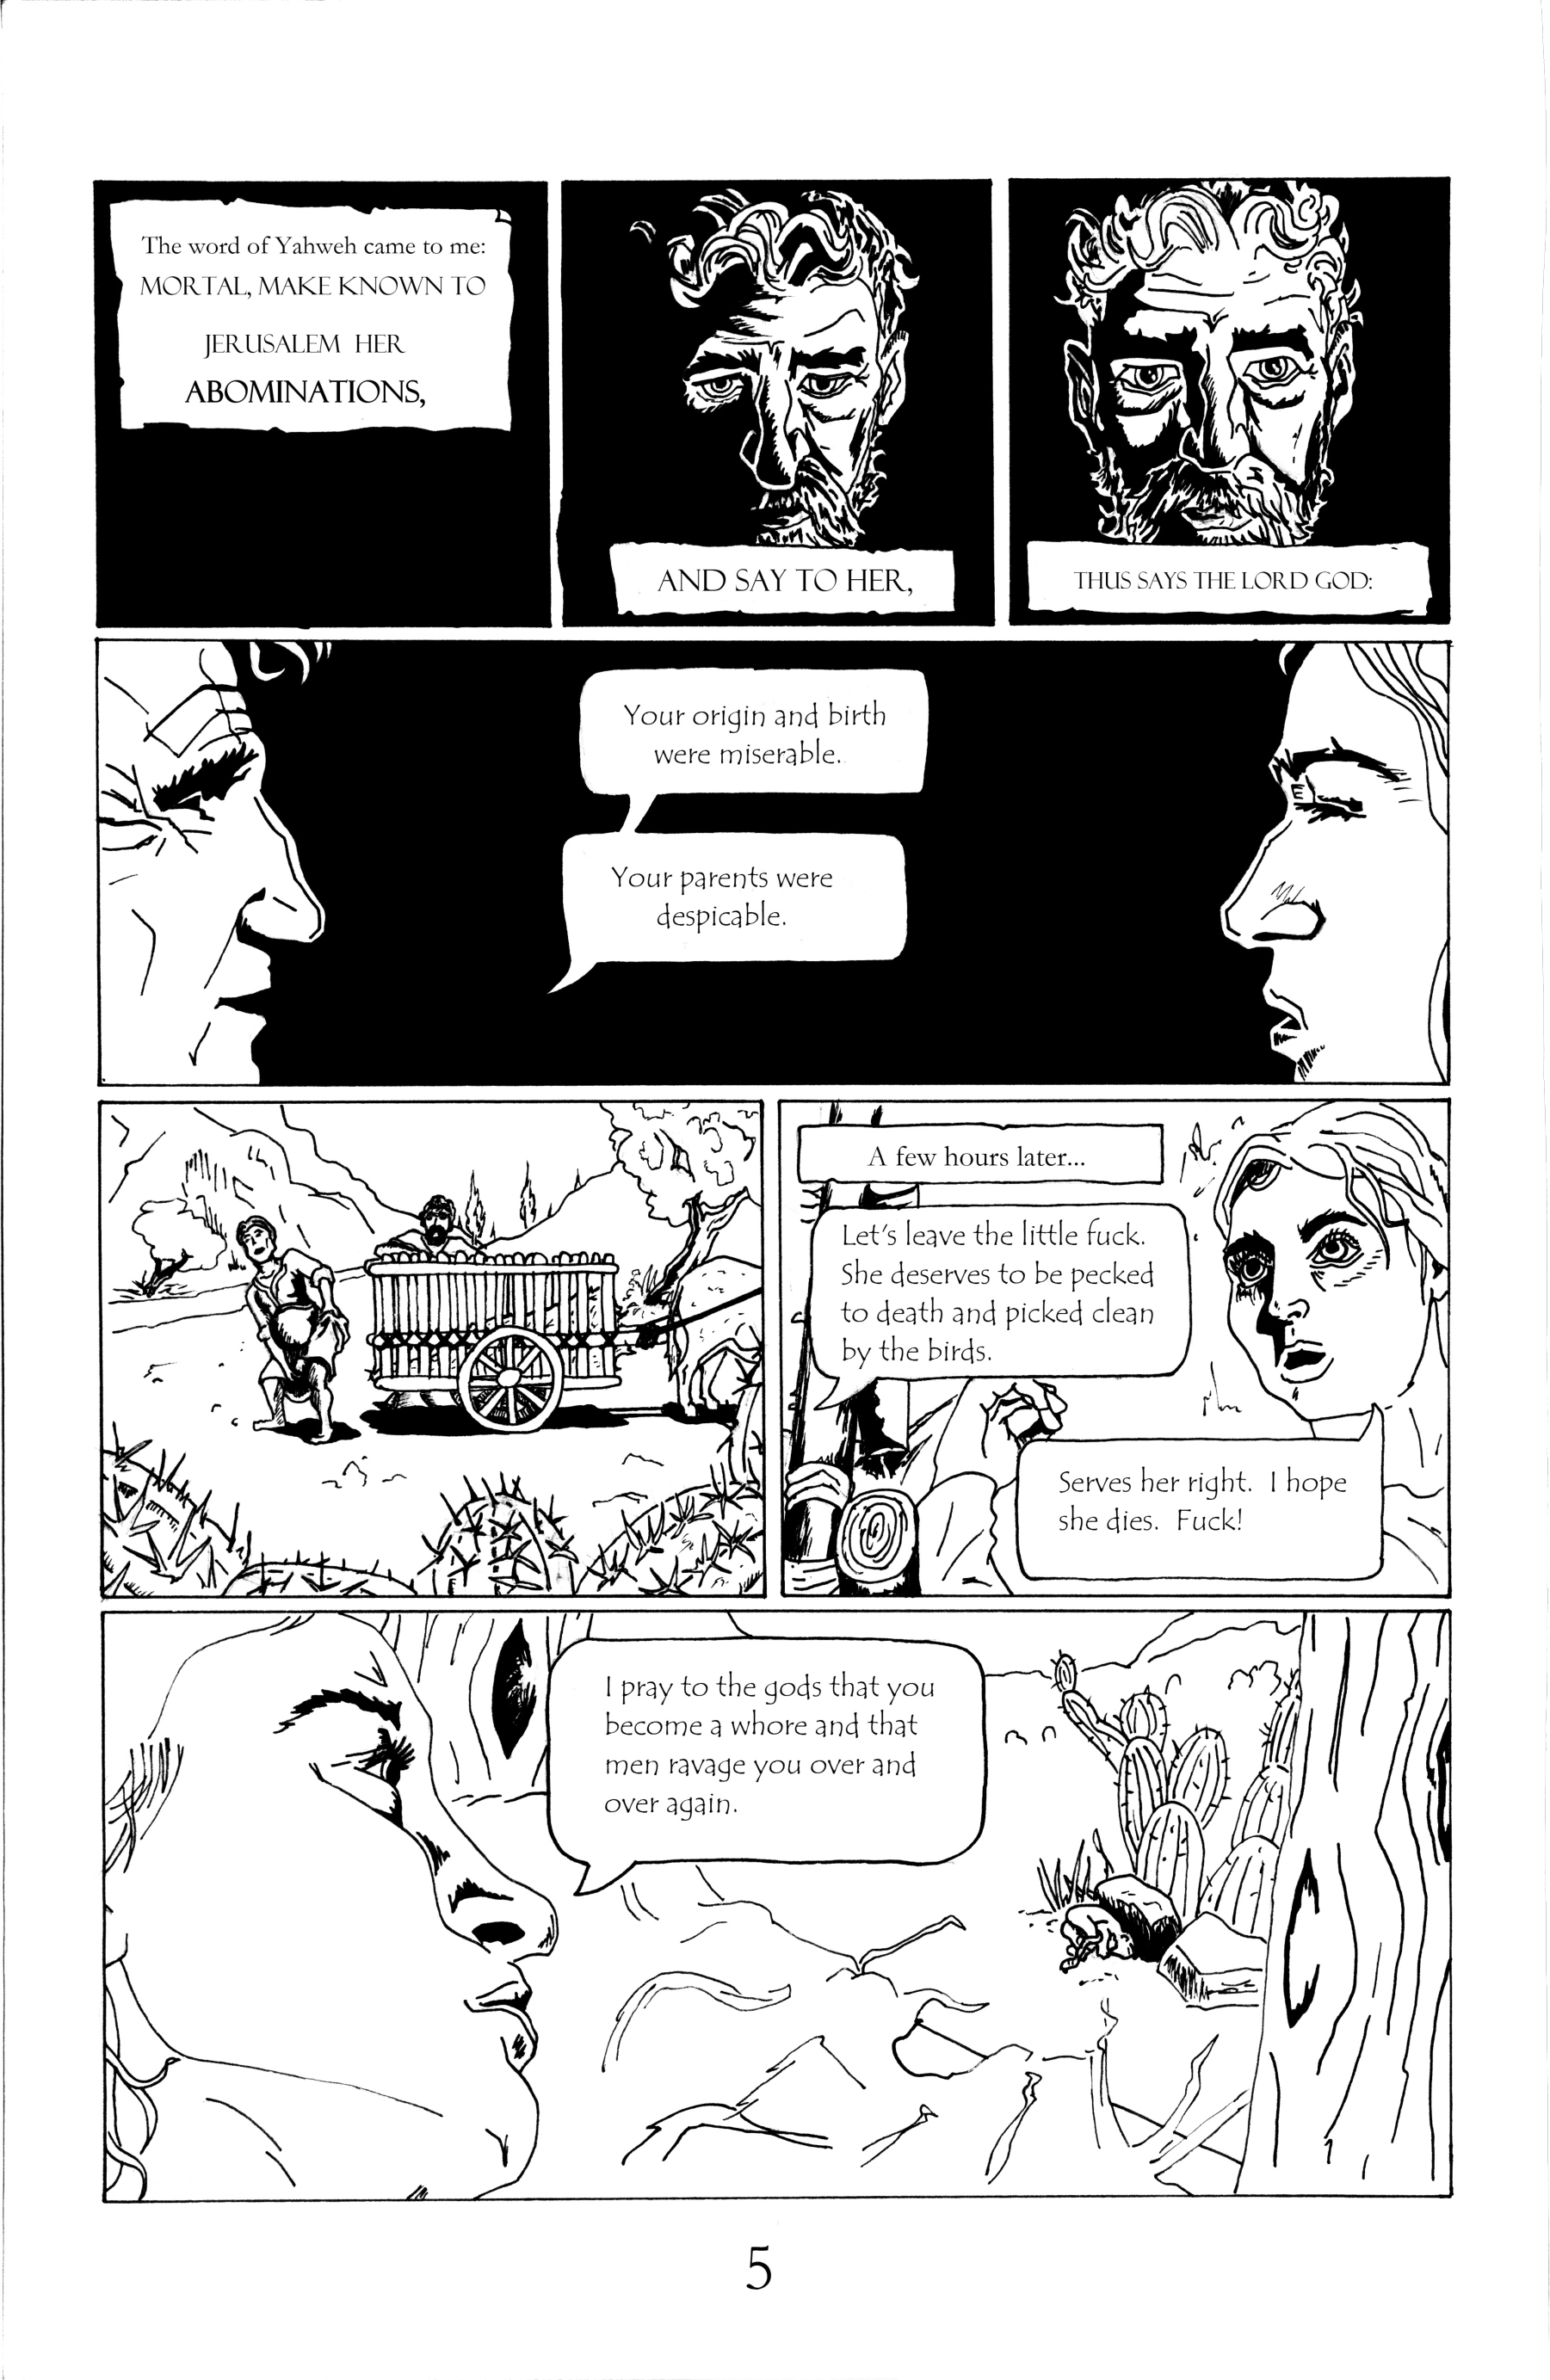 The word of Yahweh came to me:
MORTAL, MAKE KNOWN TO
JERUSALEM HER
ABOMINATIONS,
AND SAY TO HER,
THUS SAYS THE LORD GOD:
Your origin and birth
were miserable.
Your parents were
despicable.
A few hours later...
Let's leave the little fuck.
She deserves to be pecked
to death and picked clean
by the birds.
Serves her right. I hope
she dies. Fuck!
I pray to the gods that you
become a whore and that
men ravage you over and
over again.
5